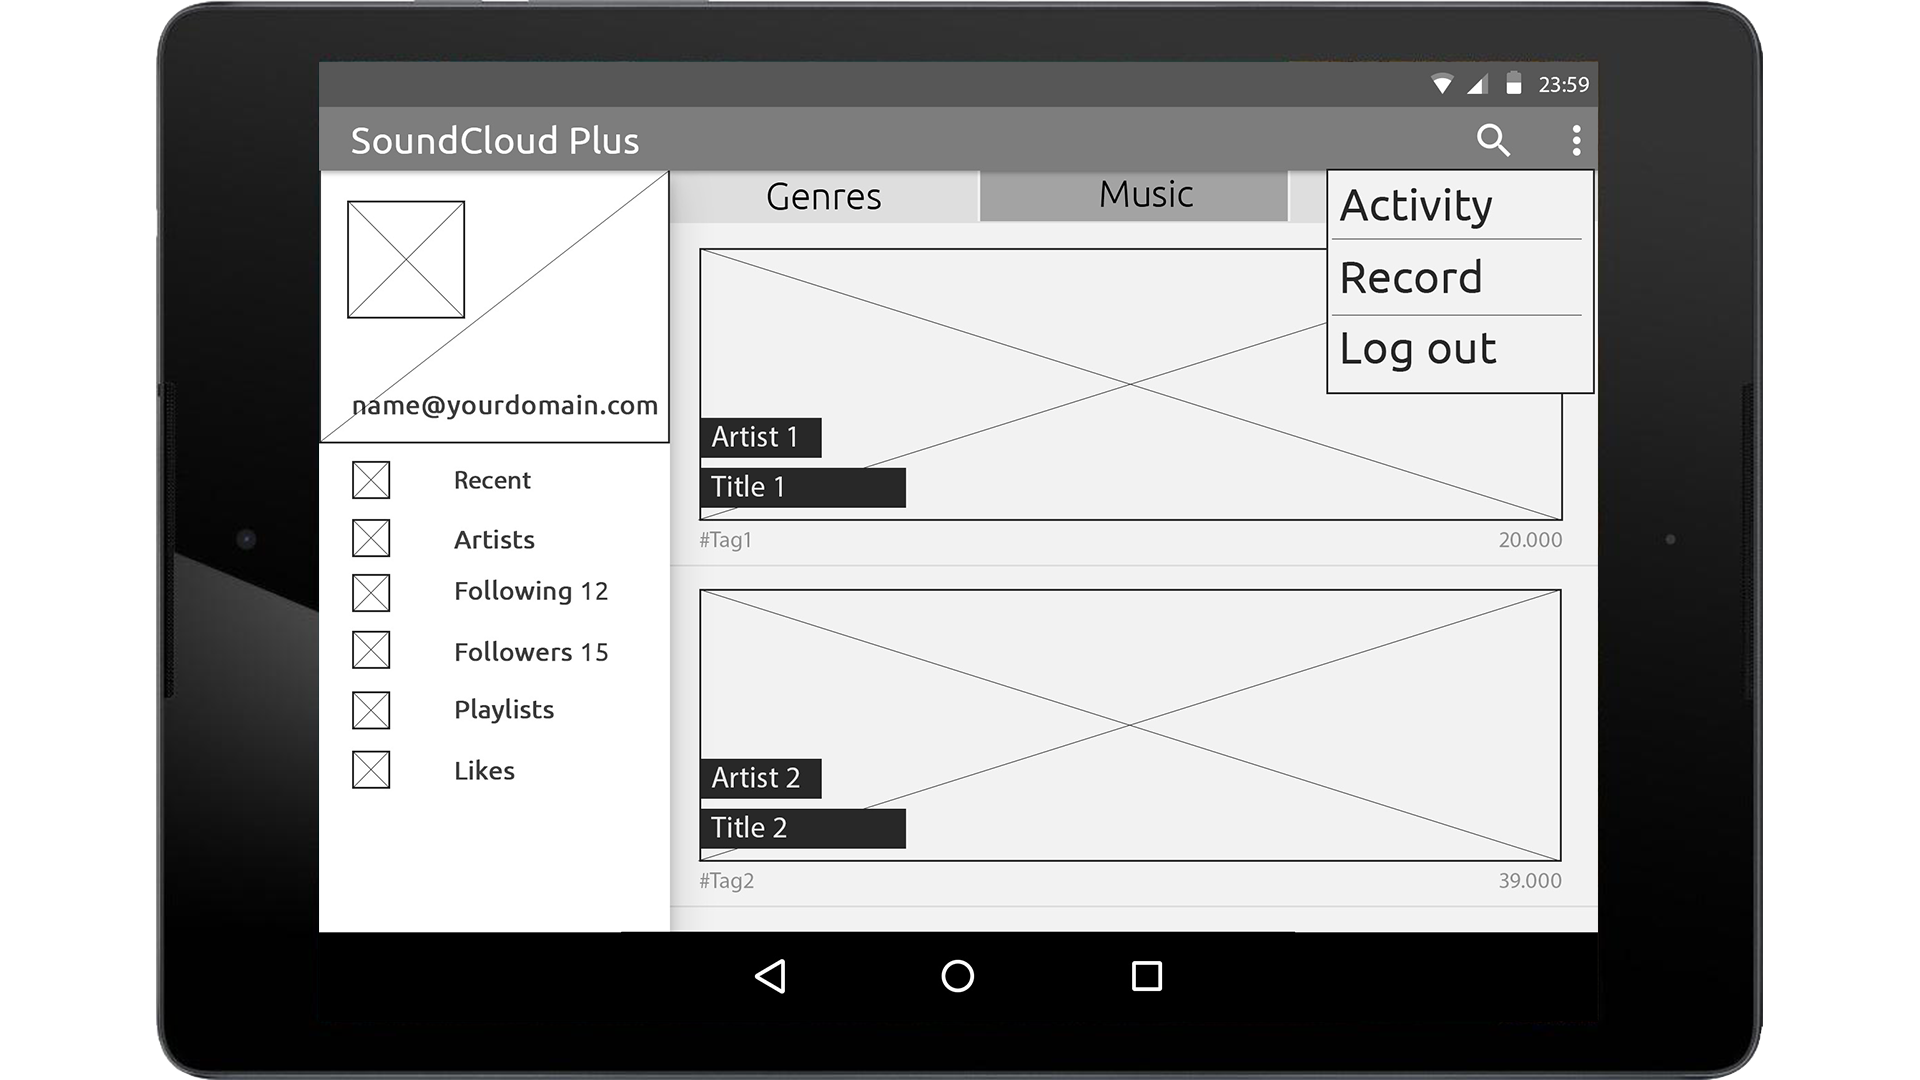 23:59
SoundCloud Plus
Genres
Music
Activity
Record
Log out
name@yourdomain.com
Recent
Artists
Following 12
Followers 15
Playlists
Likes
Artist 1
Title 1
#Tag1
20.000
Artist 2
Title 2
#Tag2
39.000